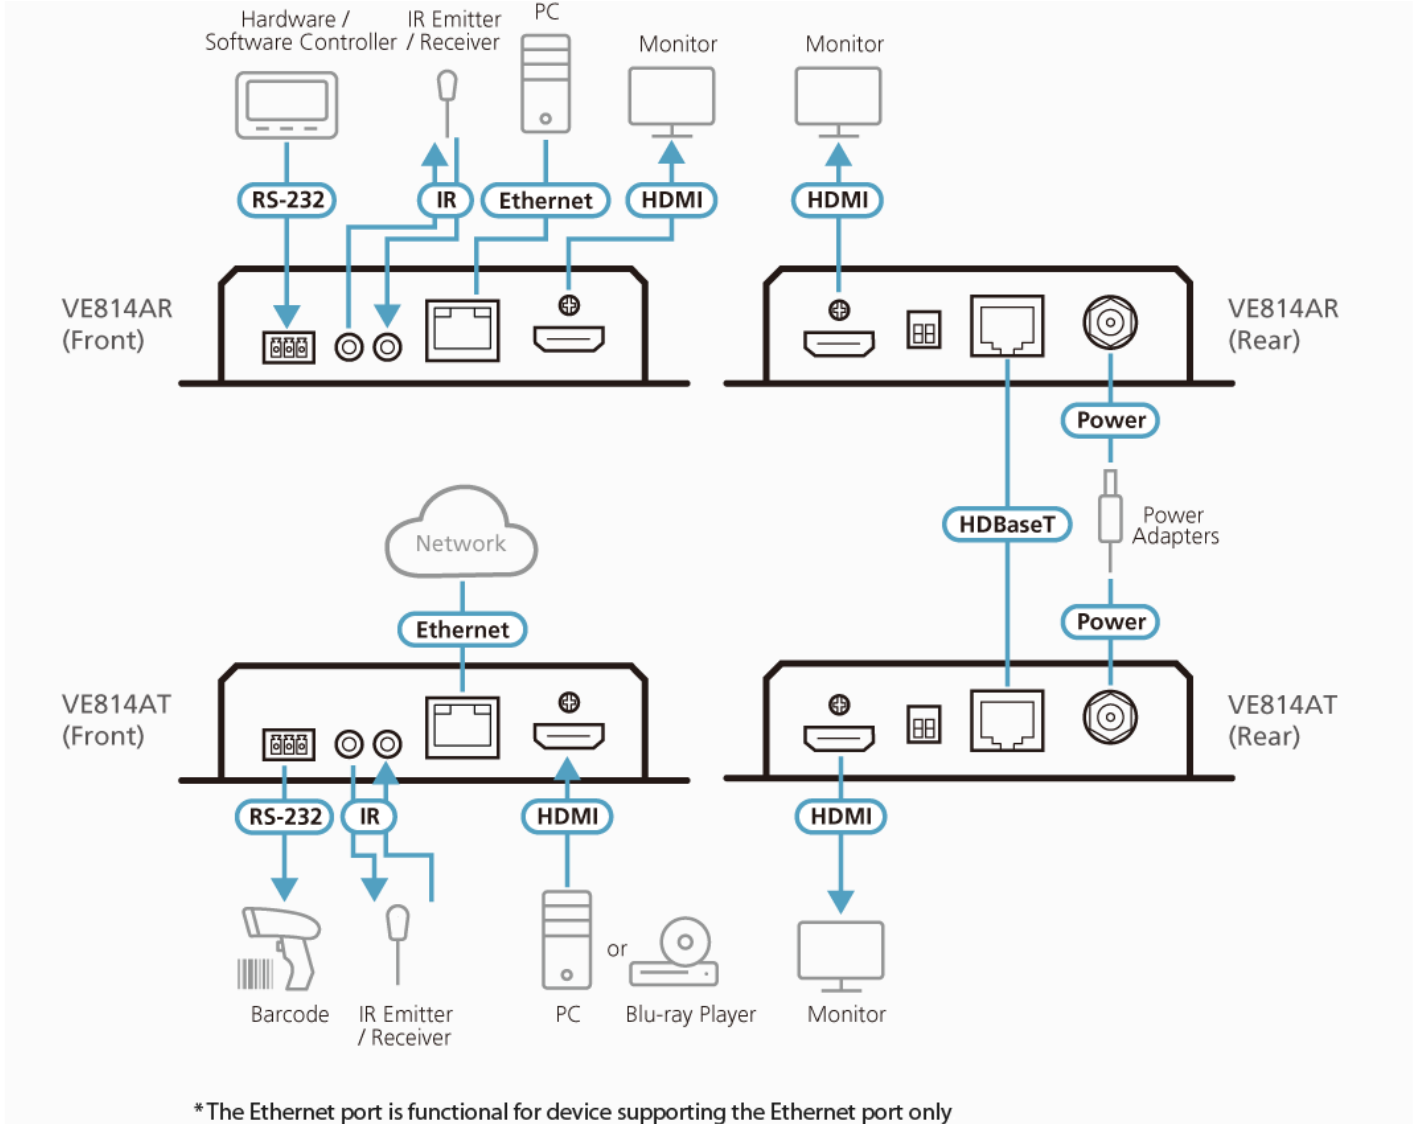 Hardware /
Software Controller
IR Emitter
/ Receiver
PC
Monitor
Monitor
RS-232
IR
Ethernet
HDMI
HDMI
VE814AR
(Front)
VE814AR
(Rear)
Power
HDBaseT
Power
Adapters
Network
Ethernet
Power
VE814AT
(Front)
VE814AT
(Rear)
RS-232
IR
HDMI
HDMI
or
Barcode
IR Emitter
/ Receiver
PC
Blu-ray Player
Monitor
* The Ethernet port is functional for device supporting the Ethernet port only